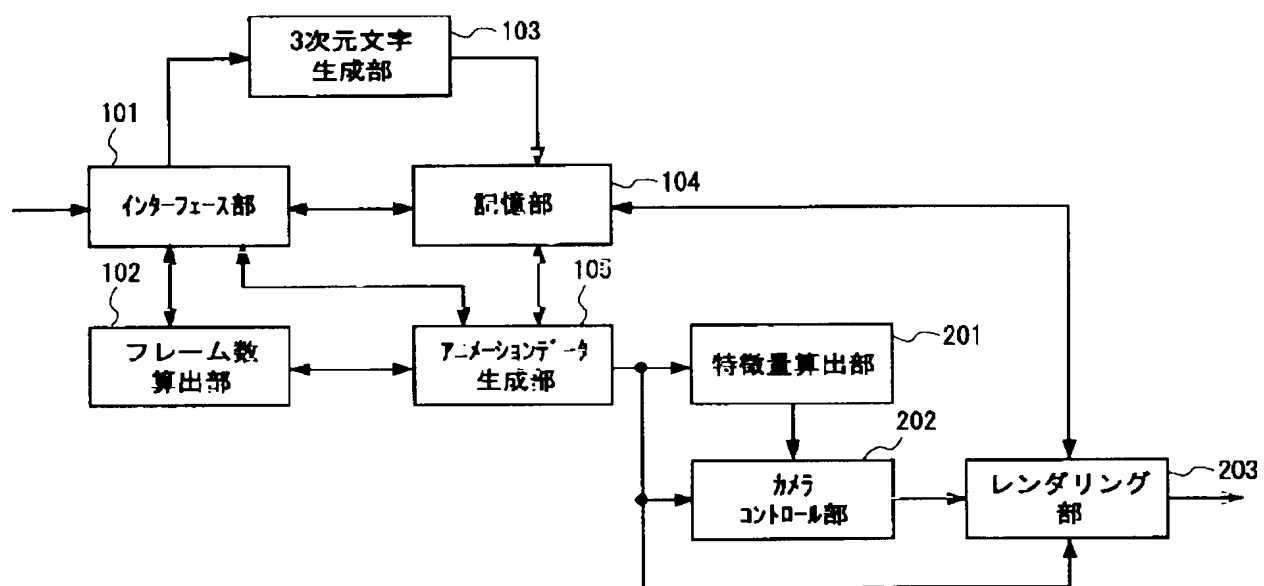 3次元文字
生成部
103
101
インターフェース部
記憶部
104
102
フレーム数
算出部
105
アニメーションデータ
生成部
特徴量算出部
201
202
カメラ
コントロール部
レンダリング
部
203